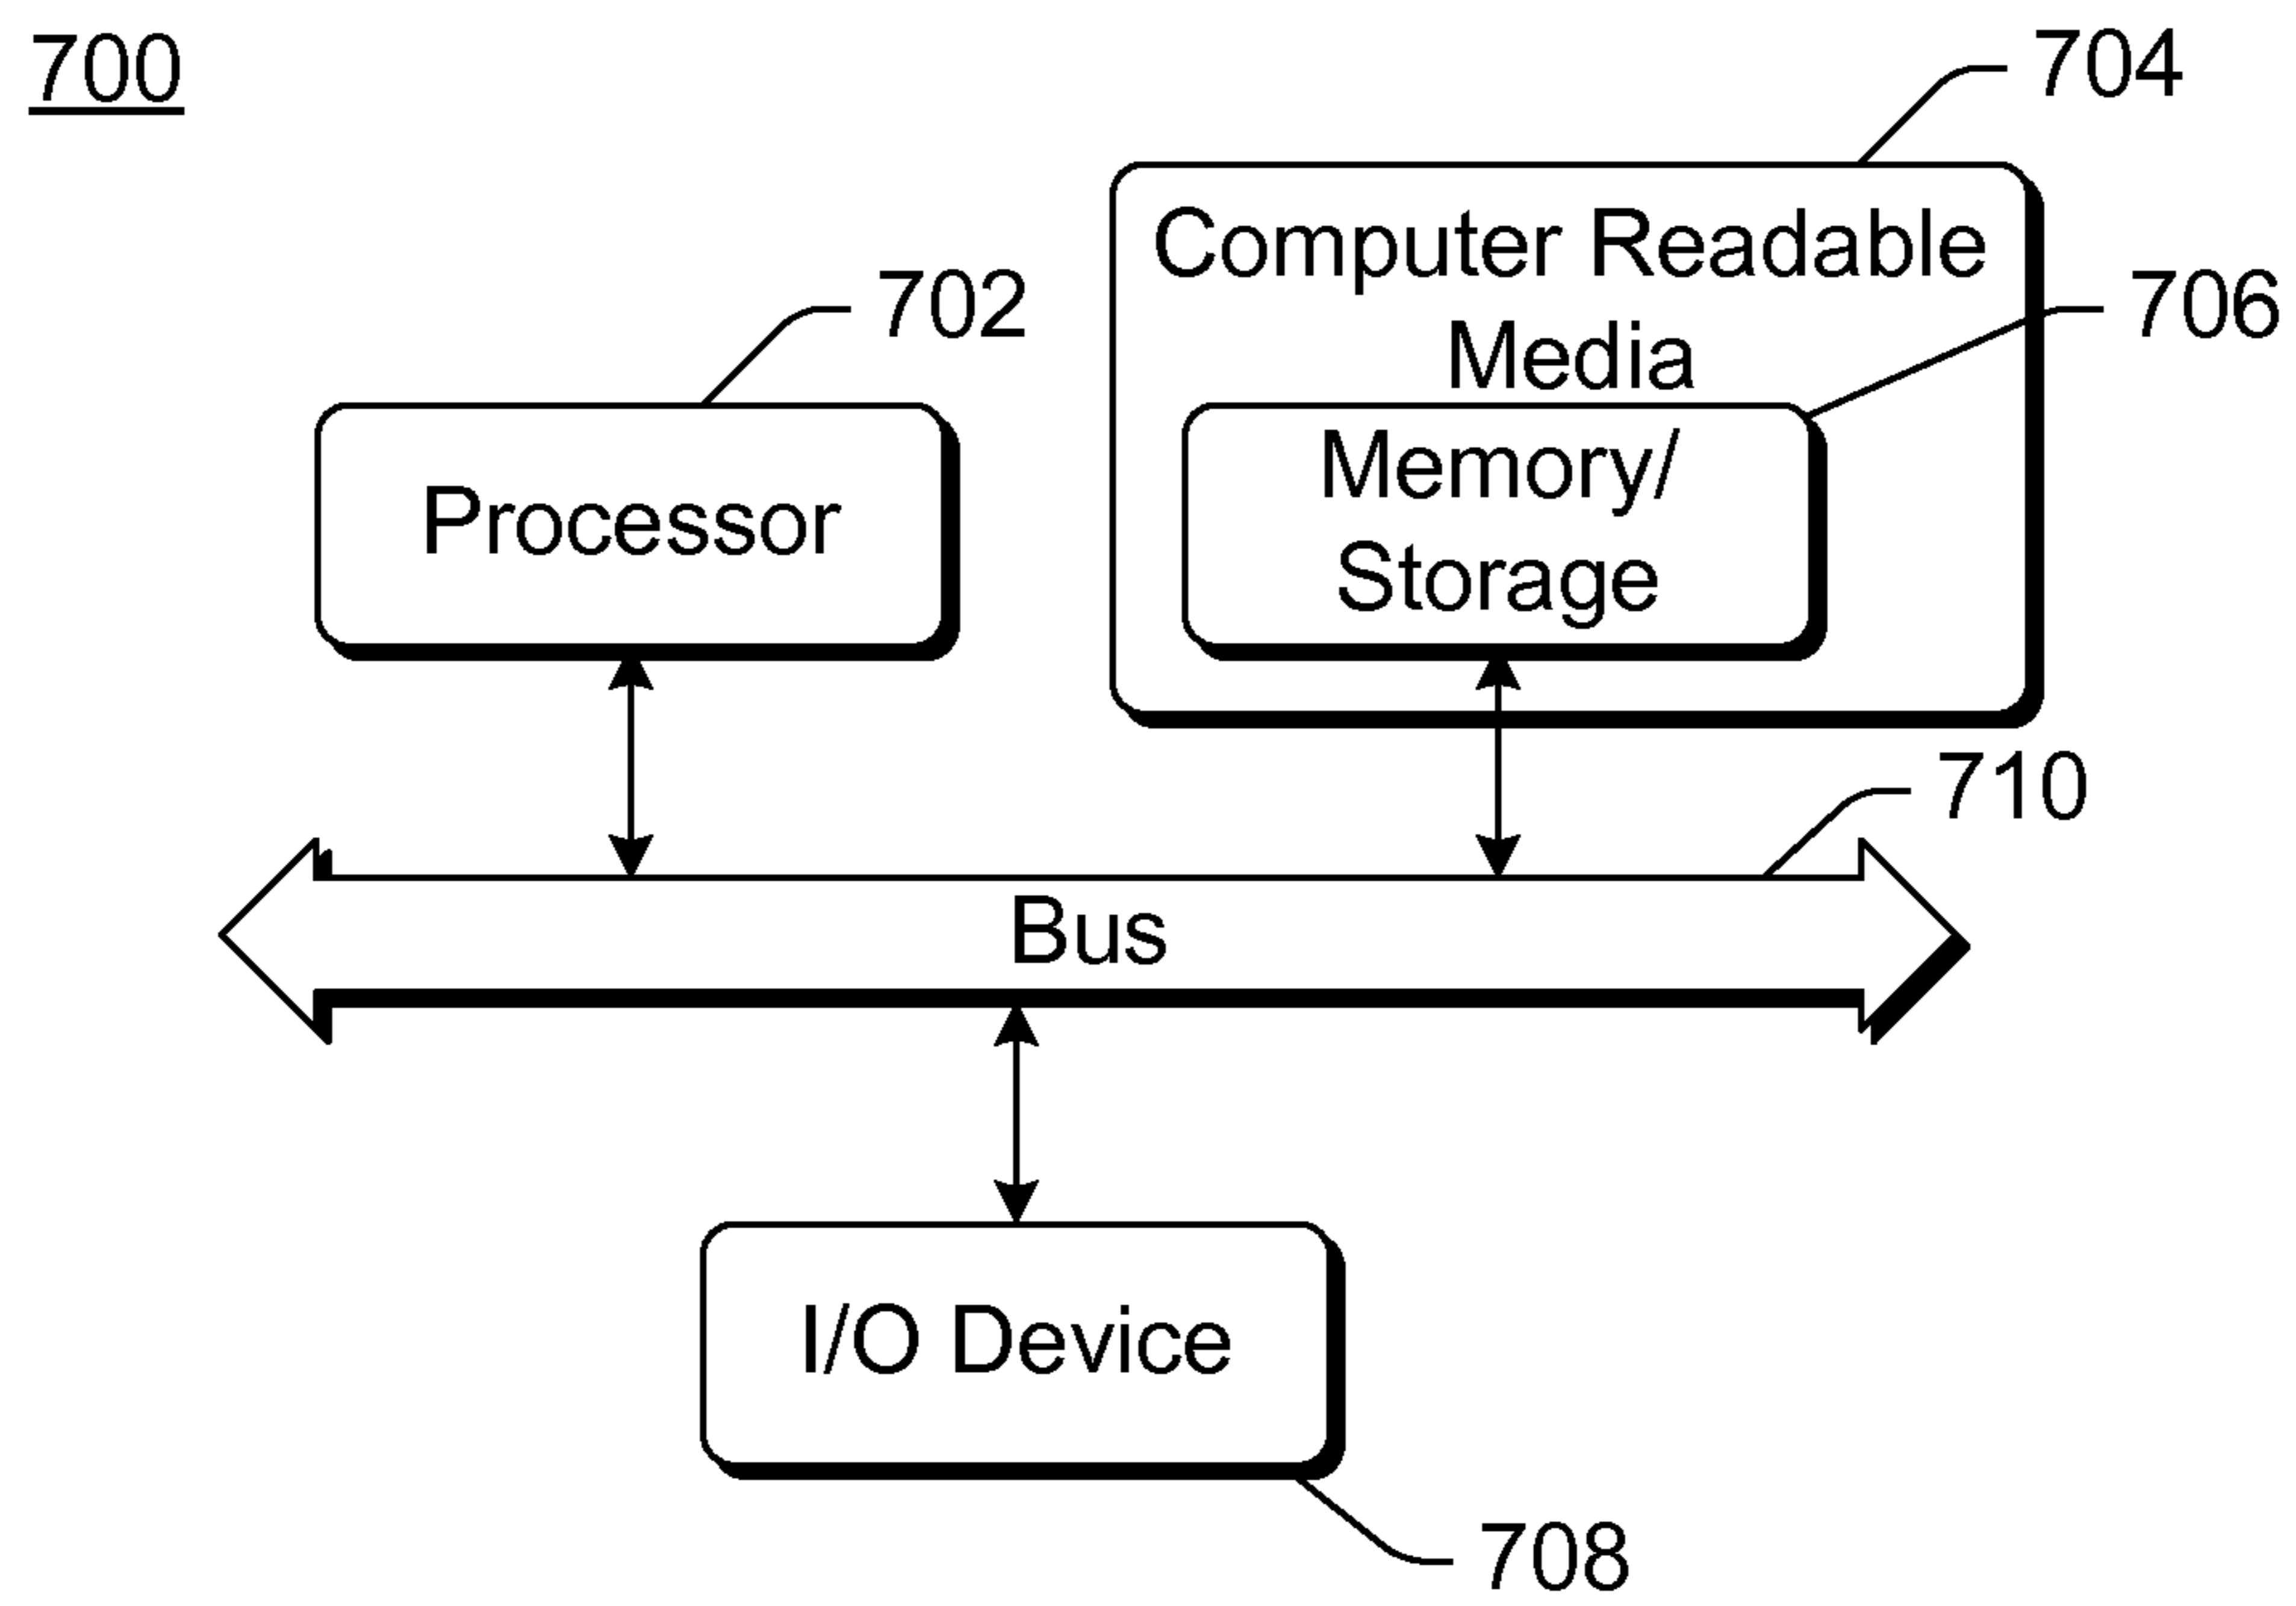 700
704
Computer Readable
702
706
Media
Memory/
Processor
Storage
710
Bus
I/O Device
708